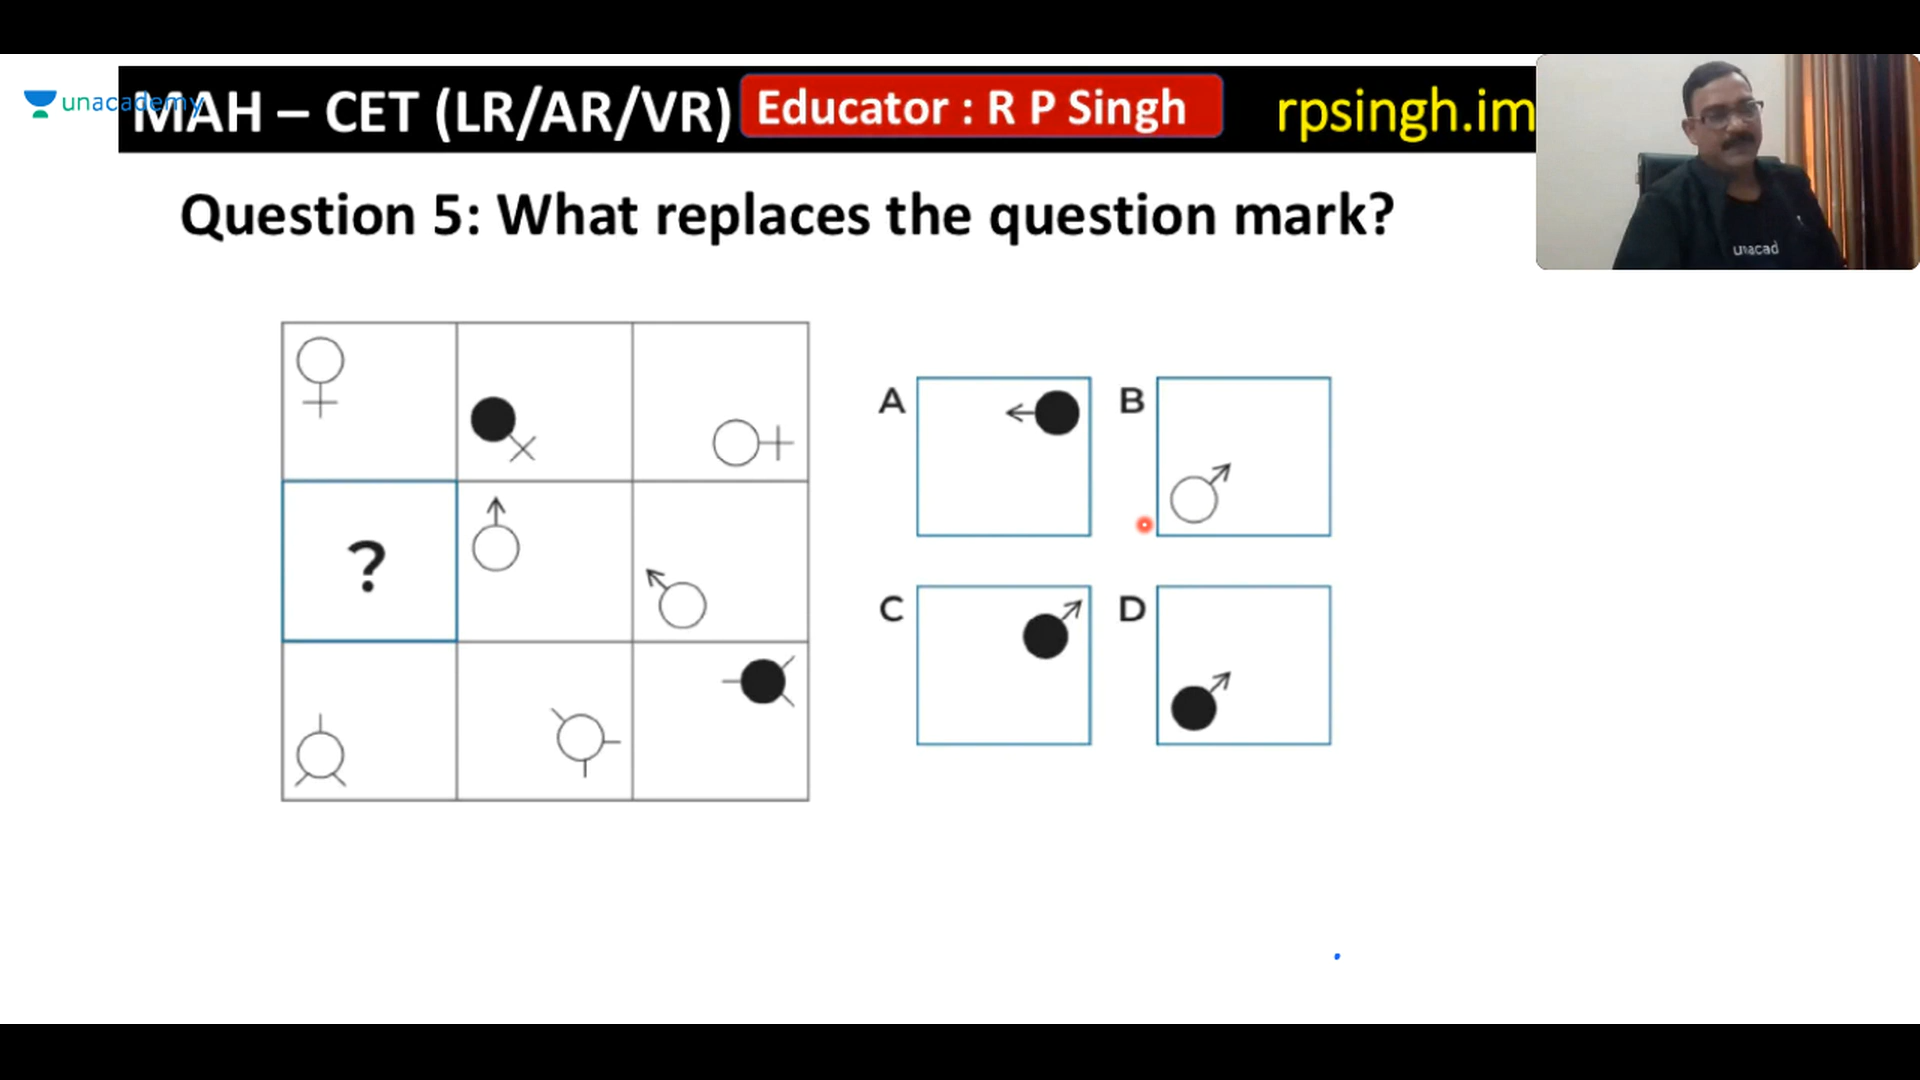 unacademy
MAH – CET (LR/AR/VR) Educator : R P Singh rpsingh.im
unacad
Question 5: What replaces the question mark?
A
B
?
C
D